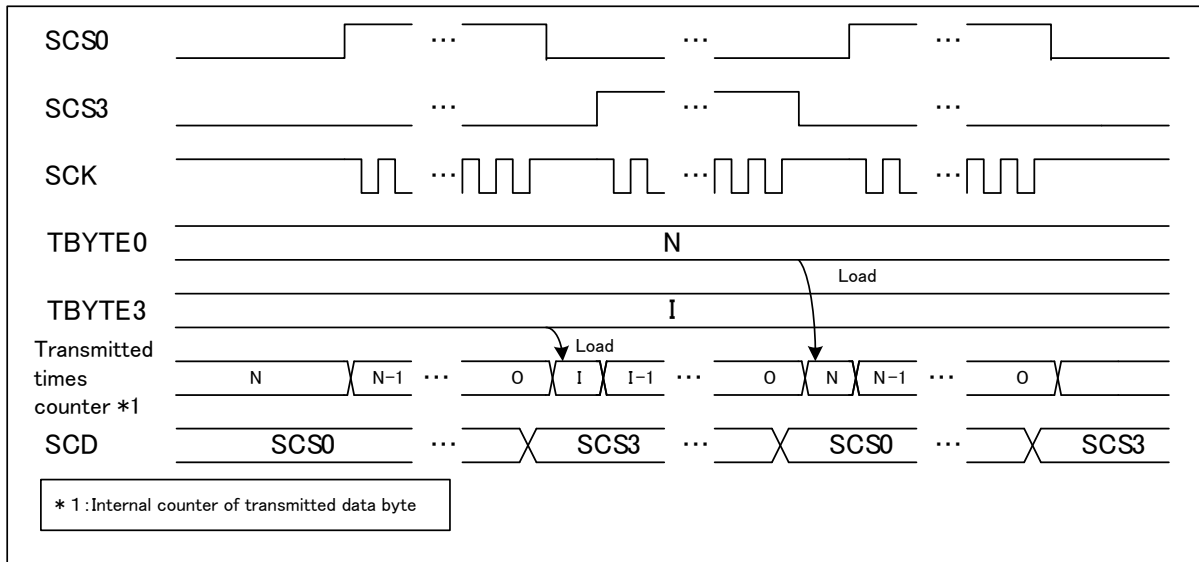 SCS0 ... ... ...
SCS3 ... ... ...
SCK ... ... ...
TBYTE0 N
Load
TBYTE3 I
Load
Transmitted
times
counter *1
N N-1 ... 0 I I-1 ... 0 N N-1 ... 0
SCD SCS0 ... SCS3 ... SCS0 ... SCS3
* 1:Internal counter of transmitted data byte